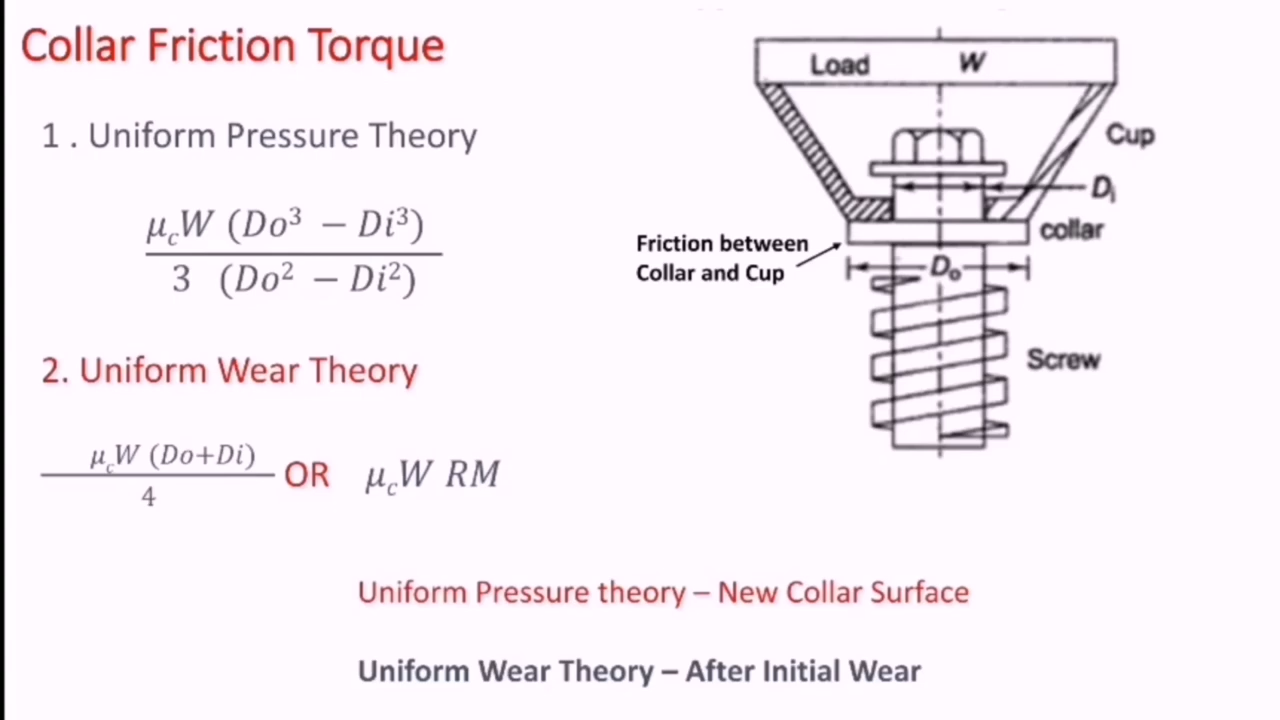 Collar Friction Torque
1 . Uniform Pressure Theory
μcW (Do³ − Di³)
3 (Do² − Di²)
2. Uniform Wear Theory
μcW (Do+Di)
4
OR μcW RM
Load W
Cup
Di
collar
Friction between
Collar and Cup
Do
Screw
Uniform Pressure theory – New Collar Surface
Uniform Wear Theory – After Initial Wear